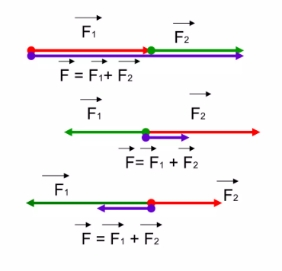 F₁ F₂
F = F₁+ F₂
F₁ F₂
F= F₁ + F₂
F₁ F₂
F = F₁ + F₂